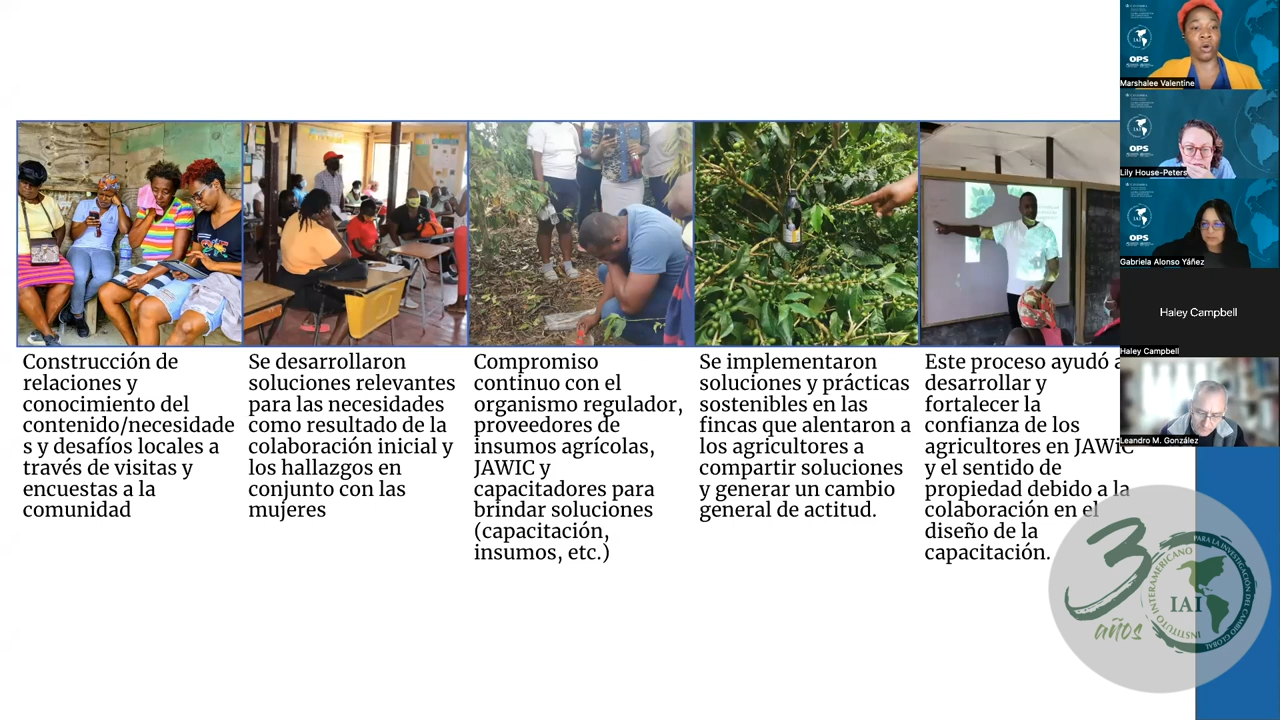 Construcción de
relaciones y
conocimiento del
contenido/necesidade
s y desafíos locales a
través de visitas y
encuestas a la
comunidad
Se desarrollaron
soluciones relevantes
para las necesidades
como resultado de la
colaboración inicial y
los hallazgos en
conjunto con las
mujeres
Compromiso
continuo con el
organismo regulador,
proveedores de
insumos agrícolas,
JAWIC y
capacitadores para
brindar soluciones
(capacitación,
insumos, etc.)
Se implementaron
soluciones y prácticas
sostenibles en las
fincas que alentaron a
los agricultores a
compartir soluciones
y generar un cambio
general de actitud.
Este proceso ayudó a
desarrollar y
fortalecer la
confianza de los
agricultores en JAWIC
y el sentido de
propiedad debido a la
colaboración en el
diseño de la
capacitación.
IAI
OPS
Marshalee Valentine
IAI
OPS
Lily House-Peters
IAI
OPS
Gabriela Alonso Yáñez
Haley Campbell
Haley Campbell
Leandro M. González
30
años
INSTITUTO INTERAMERICANO PARA LA INVESTIGACIÓN DEL CAMBIO GLOBAL
IAI